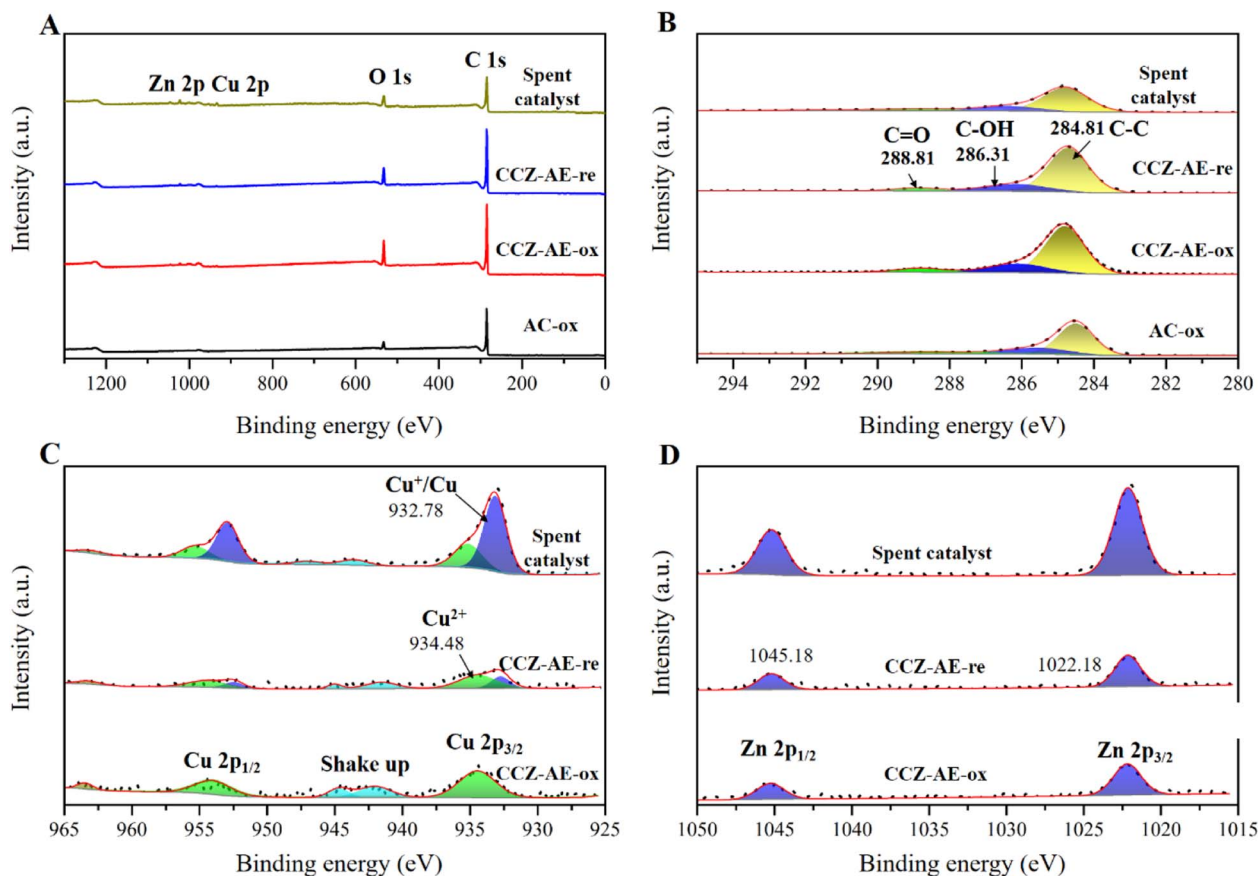 A
Zn 2p Cu 2p
O 1s
C 1s
Spent
catalyst
CCZ-AE-re
CCZ-AE-ox
AC-ox
Intensity (a.u.)
1200 1000 800 600 400 200 0
Binding energy (eV)
B
Spent
catalyst
C=O
288.81
C-OH
286.31
284.81 C-C
CCZ-AE-re
CCZ-AE-ox
AC-ox
Intensity (a.u.)
294 292 290 288 286 284 282 280
Binding energy (eV)
C
Cu⁺/Cu
932.78
Spent
catalyst
Cu²⁺
934.48
CCZ-AE-re
Cu 2p₁/₂
Shake up
Cu 2p₃/₂
CCZ-AE-ox
Intensity (a.u.)
965 960 955 950 945 940 935 930 925
Binding energy (eV)
D
Spent catalyst
1045.18
CCZ-AE-re
1022.18
Zn 2p₁/₂
CCZ-AE-ox
Zn 2p₃/₂
Intensity (a.u.)
1050 1045 1040 1035 1030 1025 1020 1015
Binding energy (eV)